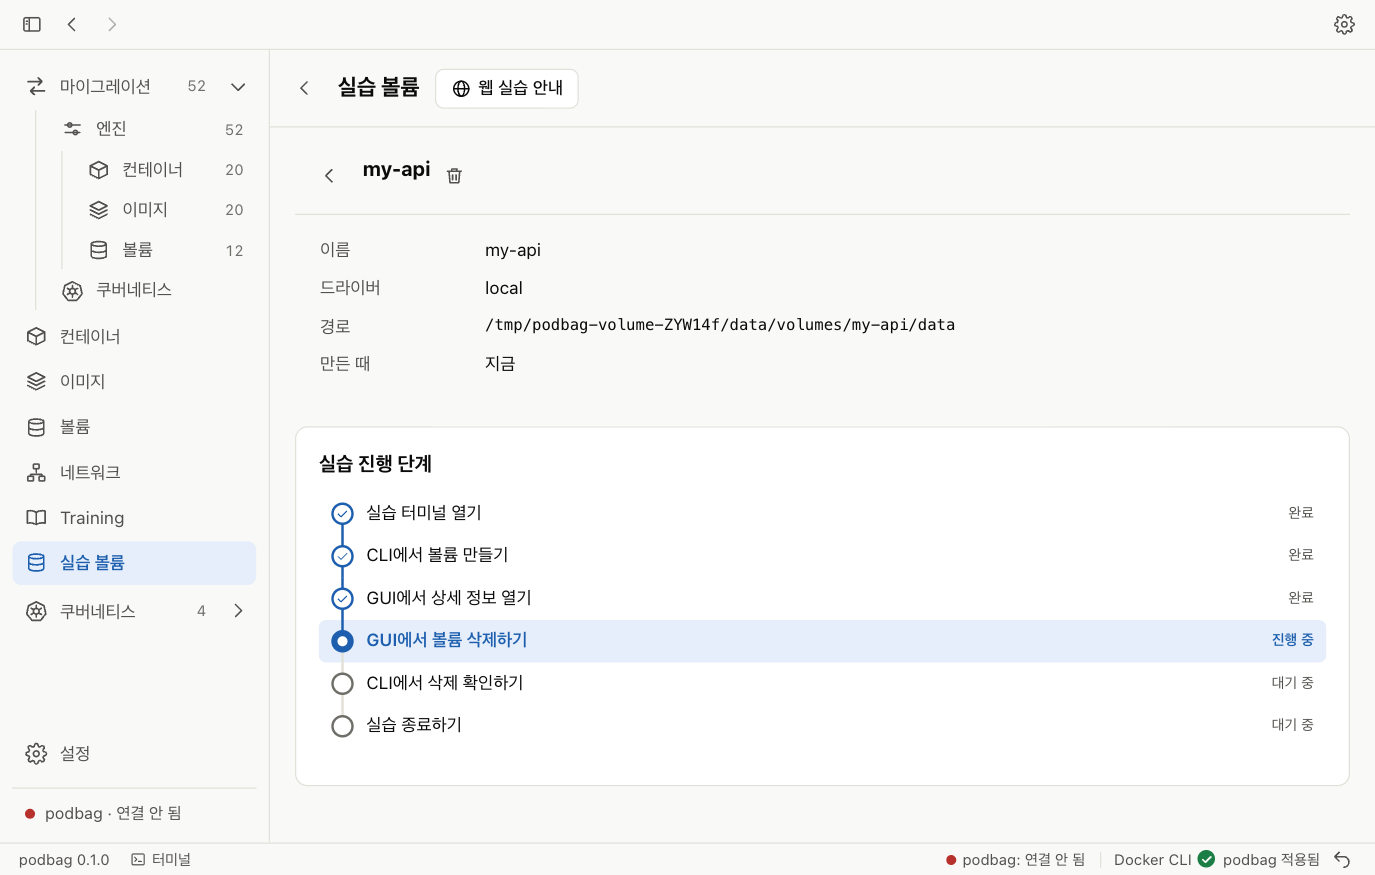 마이그레이션 52
엔진 52
컨테이너 20
이미지 20
볼륨 12
쿠버네티스
컨테이너
이미지
볼륨
네트워크
Training
실습 볼륨
쿠버네티스 4
설정
podbag · 연결 안 됨
실습 볼륨
웹 실습 안내
my-api
이름 my-api
드라이버 local
경로 /tmp/podbag-volume-ZYW14f/data/volumes/my-api/data
만든 때 지금
실습 진행 단계
실습 터미널 열기 완료
CLI에서 볼륨 만들기 완료
GUI에서 상세 정보 열기 완료
GUI에서 볼륨 삭제하기 진행 중
CLI에서 삭제 확인하기 대기 중
실습 종료하기 대기 중
podbag 0.1.0 터미널 podbag: 연결 안 됨 Docker CLI podbag 적용됨